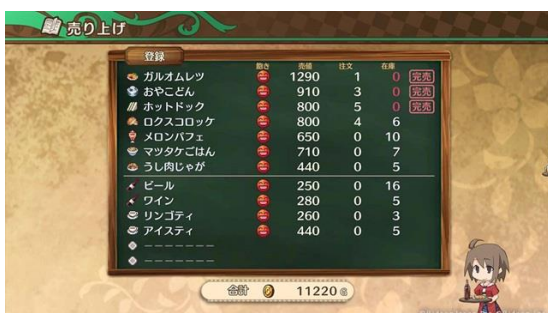 売り上げ
登録
飽き 売値 注文 在庫
ガルオムレツ 1290 1 0 完売
おやこどん 910 3 0 完売
ホットドック 800 5 0 完売
ロクスコロッケ 800 4 6
メロンパフェ 650 0 10
マツタケごはん 710 0 7
うし肉じゃが 440 0 5
ビール 250 0 16
ワイン 280 0 5
リンゴティ 260 0 3
アイスティ 440 0 5
-------
-------
合計 11220 G